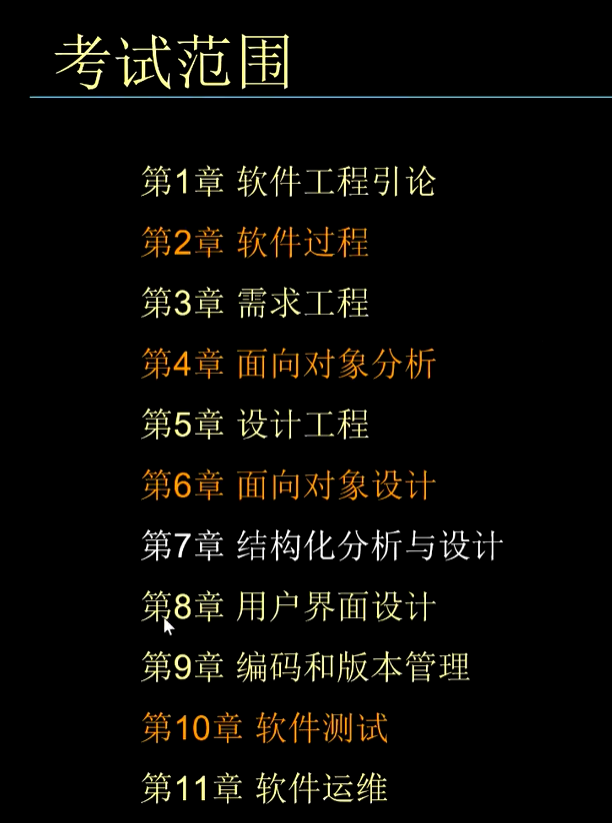 考试范围
第1章 软件工程引论
第2章 软件过程
第3章 需求工程
第4章 面向对象分析
第5章 设计工程
第6章 面向对象设计
第7章 结构化分析与设计
第8章 用户界面设计
第9章 编码和版本管理
第10章 软件测试
第11章 软件运维